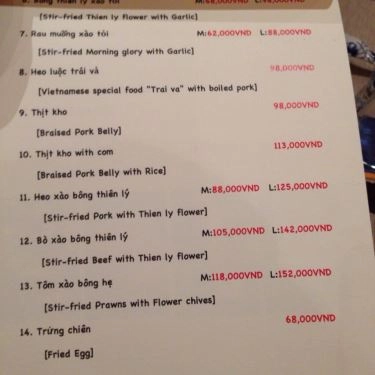 [Stir-fried Thien ly flower with Garlic]
7. Rau muống xào tỏi M:62,000VND L:88,000VND
[Stir-fried Morning glory with Garlic]
8. Heo luộc trái và 98,000VND
[Vietnamese special food "Trai va" with boiled pork]
9. Thịt kho 98,000VND
[Braised Pork Belly]
10. Thịt kho with com 113,000VND
[Braised Pork Belly with Rice]
11. Heo xào bông thiên lý M:88,000VND L:125,000VND
[Stir-fried Pork with Thien ly flower]
12. Bò xào bông thiên lý M:105,000VND L:142,000VND
[Stir-fried Beef with Thien ly flower]
13. Tôm xào bông hẹ M:118,000VND L:152,000VND
[Stir-fried Prawns with Flower chives]
14. Trứng chiên 68,000VND
[Fried Egg]